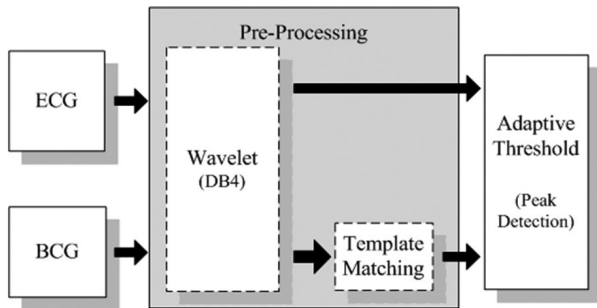 Pre-Processing
ECG
Wavelet
(DB4)
Adaptive
Threshold
(Peak
Detection)
BCG
Template
Matching